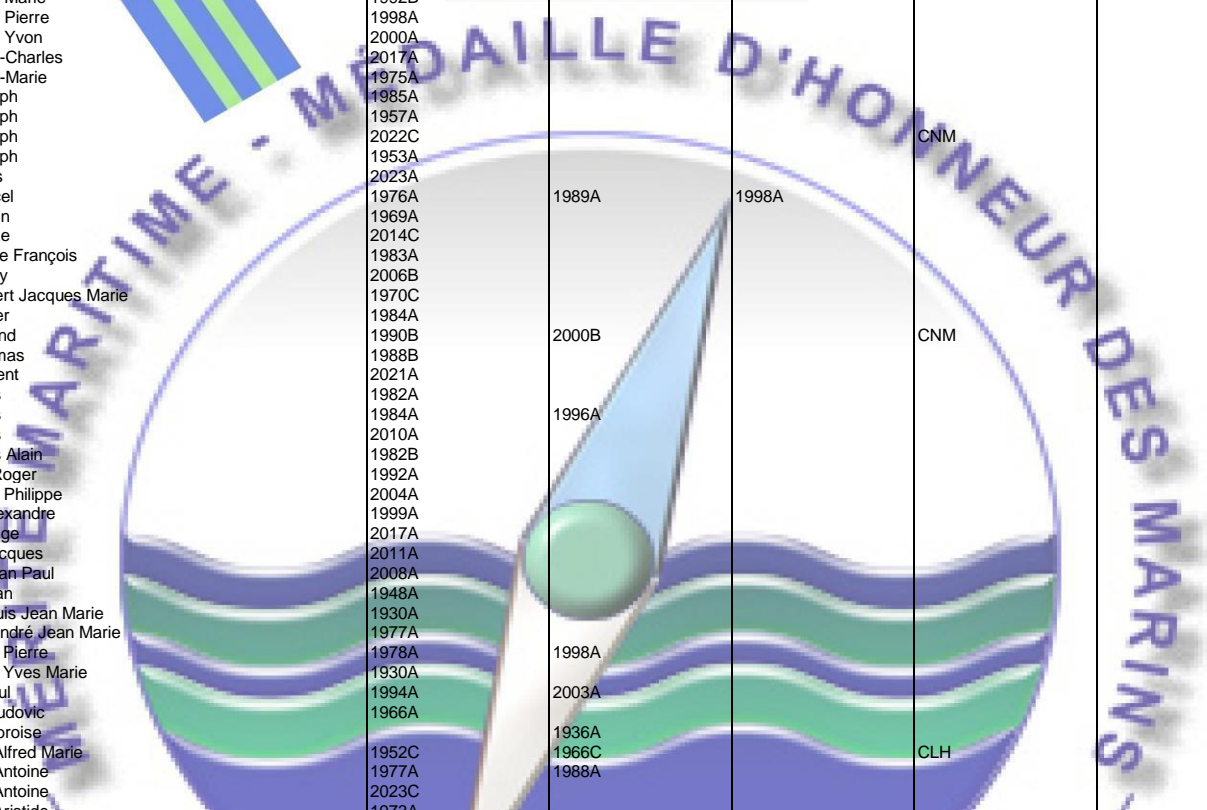 Pierre 1998A
Yvon 2000A
-Charles 2017A
-Marie 1975A
ph 1985A
ph 1957A
ph 2022C CNM
ph 1953A
s 2023A
cel 1976A 1989A 1998A
n 1969A
e 2014C
e François 1983A
y 2006B
ert Jacques Marie 1970C
er 1984A
nd 1990B 2000B CNM
mas 1988B
ent 2021A
1982A
1984A 1996A
2010A
Alain 1982B
Roger 1992A
Philippe 2004A
exandre 1999A
ge 2017A
cques 2011A
an Paul 2008A
an 1948A
uis Jean Marie 1930A
ndré Jean Marie 1977A
Pierre 1978A 1998A
Yves Marie 1930A
ul 1994A 2003A
udovic 1966A
broise 1936A
Alfred Marie 1952C 1966C CLH
Antoine 1977A 1988A
Antoine 2023C
MÉRITE MARITIME - MÉDAILLE D'HONNEUR DES MARINS -